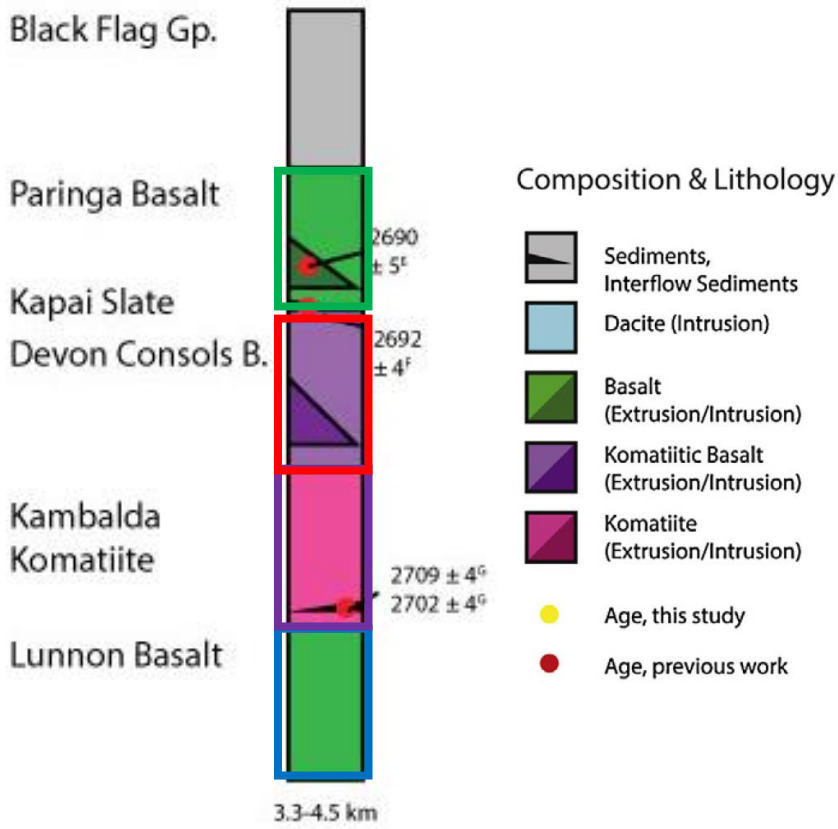 Black Flag Gp.
Paringa Basalt
2690
± 5ᴱ
Kapai Slate
Devon Consols B.
2692
± 4ꟳ
Kambalda
Komatiite
2709 ± 4ᴳ
2702 ± 4ᴳ
Lunnon Basalt
3.3-4.5 km
Composition & Lithology
Sediments,
Interflow Sediments
Dacite (Intrusion)
Basalt
(Extrusion/Intrusion)
Komatiitic Basalt
(Extrusion/Intrusion)
Komatiite
(Extrusion/Intrusion)
Age, this study
Age, previous work